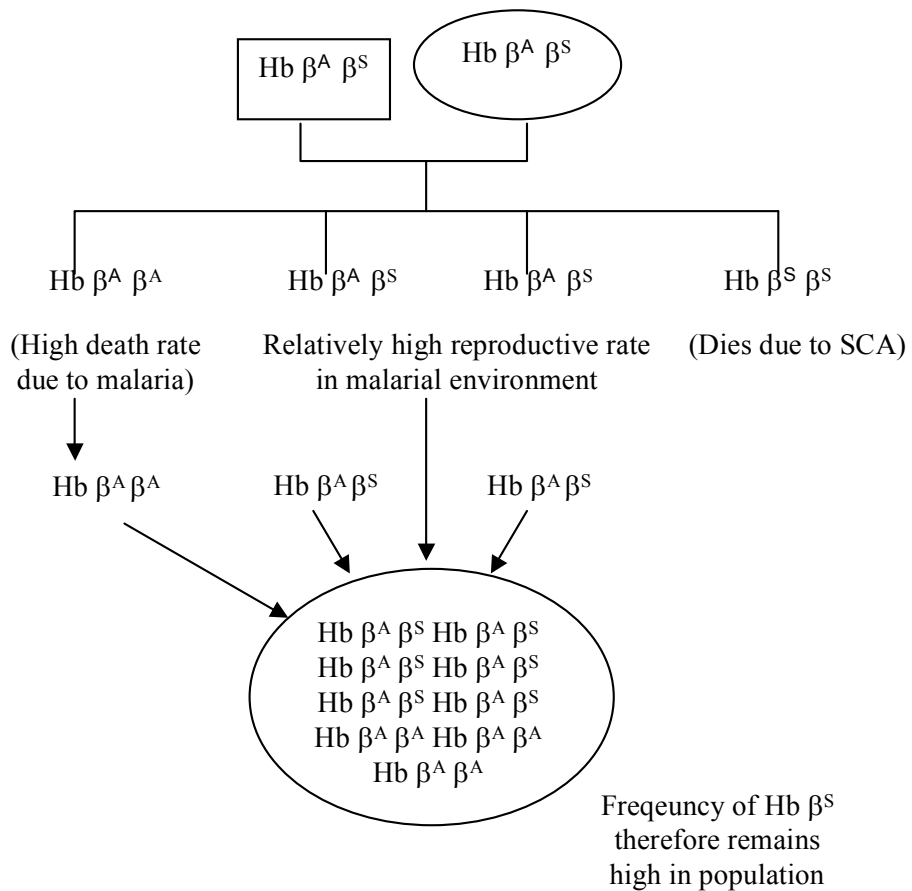 Hb βᴬ βˢ
Hb βᴬ βˢ
Hb βᴬ βᴬ Hb βᴬ βˢ Hb βᴬ βˢ Hb βˢ βˢ
(High death rate
due to malaria)
Relatively high reproductive rate
in malarial environment
(Dies due to SCA)
Hb βᴬ βᴬ Hb βᴬ βˢ Hb βᴬ βˢ
Hb βᴬ βˢ Hb βᴬ βˢ
Hb βᴬ βˢ Hb βᴬ βˢ
Hb βᴬ βˢ Hb βᴬ βˢ
Hb βᴬ βᴬ Hb βᴬ βᴬ
Hb βᴬ βᴬ
Freqeuncy of Hb βˢ
therefore remains
high in population